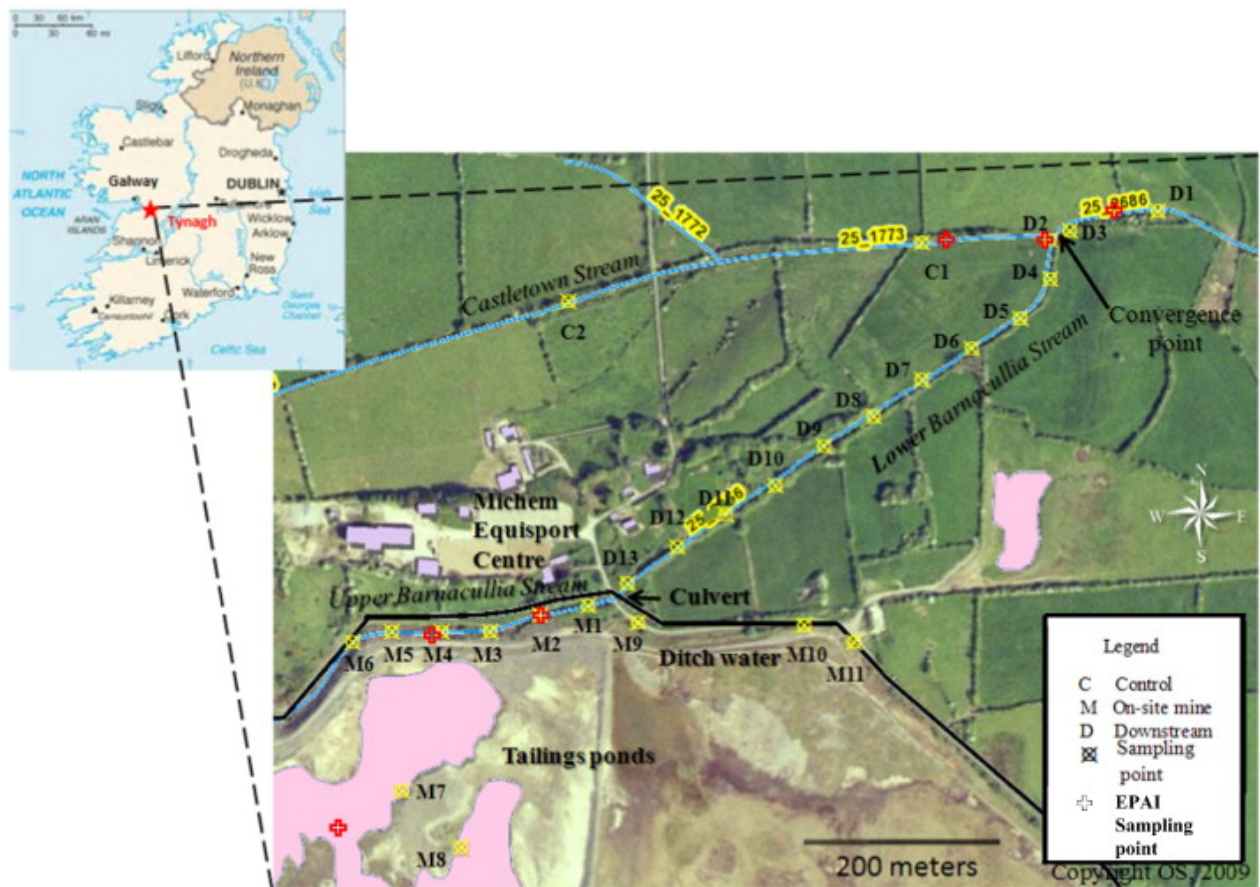 0 30 60 km
0 30 60 mi
Lifford
Northern
Ireland
(U.K.)
Sligo
Monaghan
Castlebar
Drogheda
NORTH
ATLANTIC
OCEAN
Galway
DUBLIN
Irish
Sea
ARAN
ISLANDS
Tynagh
Wicklow
Arklow
Shannon
Limerick
New
Ross
Waterford
Killarney
Carrauntoohil
Cork
Saint
Georges
Channel
Celtic Sea
25_1772
25_1773
D1
D2
D3
C1
D4
Castletown Stream
C2
D5
Convergence
point
D6
D7
D8
Lower Barnacullia Stream
D9
D10
D11
D12
Michem
Equisport
Centre
D13
Upper Barnacullia Stream
Culvert
M1
M2
M9
M3
M4
M5
M6
Ditch water
M10
M11
Tailings ponds
M7
M8
N
W E
S
Legend
C Control
M On-site mine
D Downstream
Sampling
point
EPAI
Sampling
point
200 meters
Copyright OS, 2009